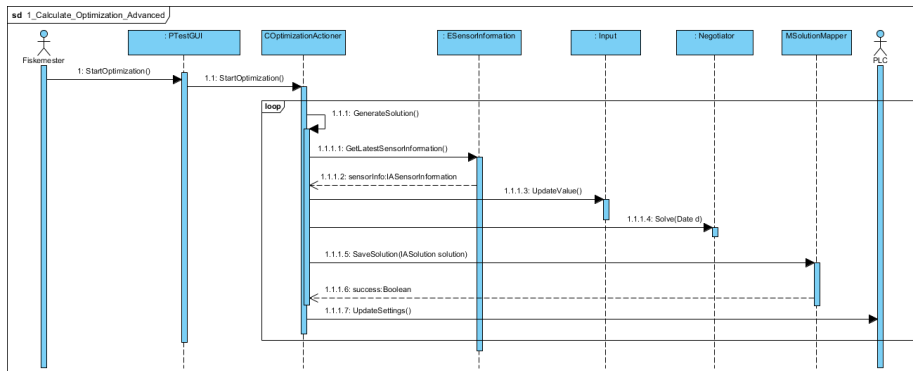 sd 1_Calculate_Optimization_Advanced
: PTestGUI
COptimizationActioner
: ESensorInformation
: Input
: Negotiator
MSolutionMapper
Fiskemester
PLC
1: StartOptimization()
1.1: StartOptimization()
loop
1.1.1: GenerateSolution()
1.1.1.1: GetLatestSensorInformation()
1.1.1.2: sensorInfo:IASensorInformation
1.1.1.3: UpdateValue()
1.1.1.4: Solve(Date d)
1.1.1.5: SaveSolution(IASolution solution)
1.1.1.6: success:Boolean
1.1.1.7: UpdateSettings()